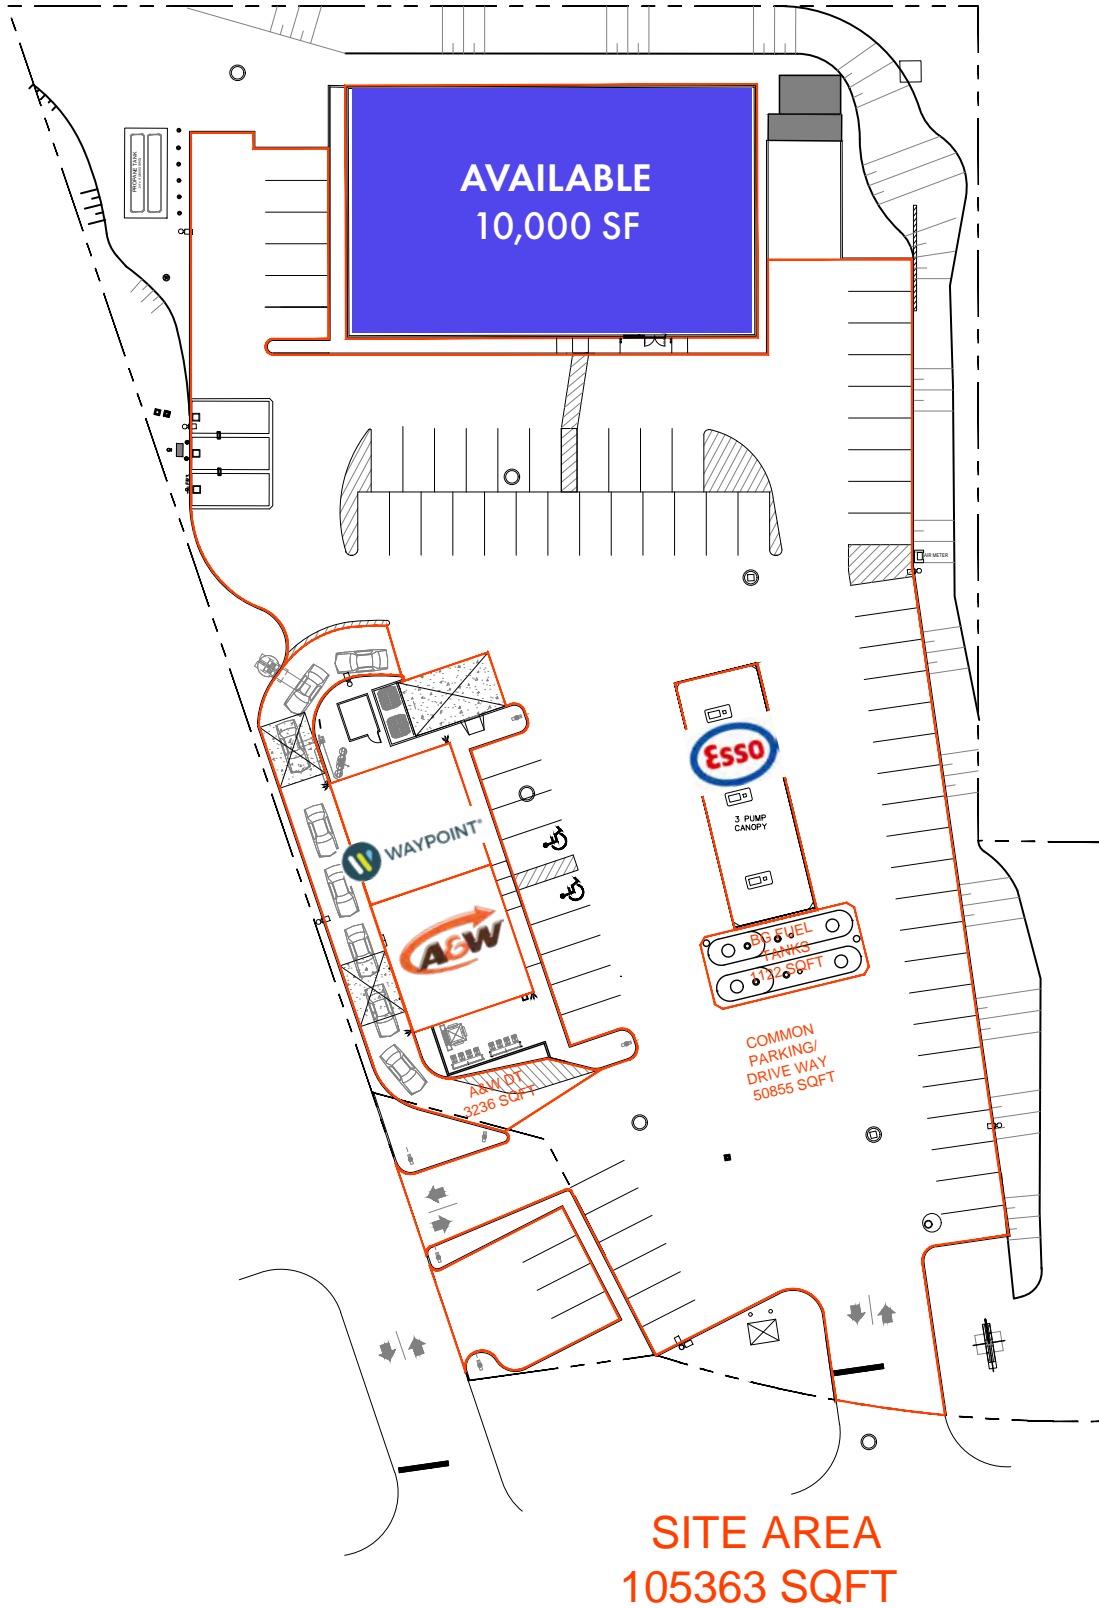 AVAILABLE
10,000 SF
PROPANE TANK
AIR METER
Esso
3 PUMP
CANOPY
WAYPOINT
A&W
BG FUEL
TANKS
1122 SQFT
COMMON
PARKING/
DRIVE WAY
50855 SQFT
A&W DT
3236 SQFT
SITE AREA
105363 SQFT